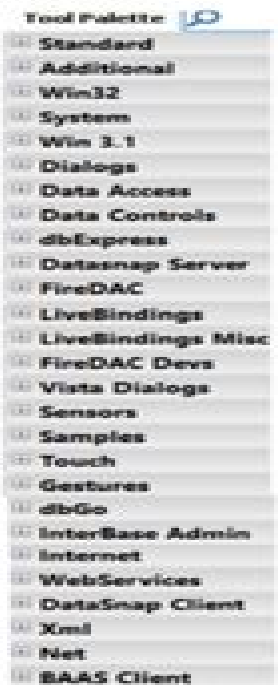 Tool Palette
Standard
Additional
Win32
System
Win 3.1
Dialogs
Data Access
Data Controls
dbExpress
Datasnap Server
FireDAC
LiveBindings
LiveBindings Misc
FireDAC Devs
Vista Dialogs
Sensors
Samples
Touch
Gestures
dbGo
InterBase Admin
Internet
WebServices
DataSnap Client
Xml
Net
BAAS Client